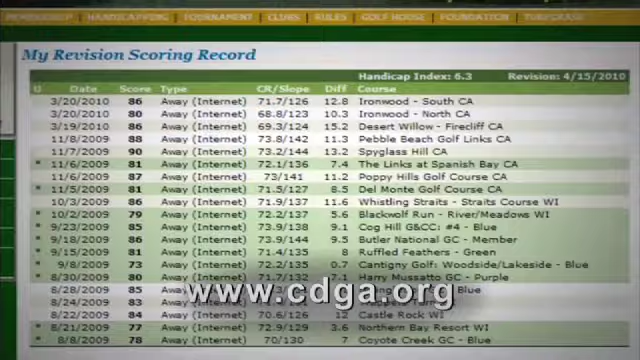 MEMBERSHIP HANDICAPPING TOURNAMENT CLUBS RULES GOLF HOUSE FOUNDATION TURFGRASS
My Revision Scoring Record
Handicap Index: 6.3 Revision: 4/15/2010
U Date Score Type CR/Slope Diff Course
3/20/2010 86 Away (Internet) 71.7/126 12.8 Ironwood - South CA
3/20/2010 80 Away (Internet) 68.8/123 10.3 Ironwood - North CA
3/19/2010 86 Away (Internet) 69.3/124 15.2 Desert Willow - Firecliff CA
11/8/2009 88 Away (Internet) 73.8/142 11.3 Pebble Beach Golf Links CA
11/7/2009 90 Away (Internet) 73.2/144 13.2 Spyglass Hill CA
* 11/6/2009 81 Away (Internet) 72.1/136 7.4 The Links at Spanish Bay CA
11/6/2009 87 Away (Internet) 73/141 11.2 Poppy Hills Golf Course CA
* 11/5/2009 81 Away (Internet) 71.5/127 8.5 Del Monte Golf Course CA
10/3/2009 86 Away (Internet) 71.9/137 11.6 Whistling Straits - Straits Course WI
* 10/2/2009 79 Away (Internet) 72.2/137 5.6 Blackwolf Run - River/Meadows WI
* 9/23/2009 85 Away (Internet) 73.9/138 9.1 Cog Hill G&CC: #4 - Blue
* 9/18/2009 86 Away (Internet) 73.9/144 9.5 Butler National GC - Member
* 9/15/2009 81 Away (Internet) 71.4/135 8 Ruffled Feathers - Green
* 9/8/2009 73 Away (Internet) 72.2/135 0.7 Cantigny Golf: Woodside/Lakeside - Blue
* 8/30/2009 80 Away (Internet) 71.7/132 7.1 Harry Mussatto GC - Purple
8/28/2009 85 Blue
www.cdga.org
8/24/2009 83
8/22/2009 84 Away (Internet) 70.6/126 12 Castle Rock WI
* 8/21/2009 77 Away (Internet) 72.9/129 3.6 Northern Bay Resort WI
* 8/8/2009 78 Away (Internet) 70/130 7 Coyote Creek GC - Blue